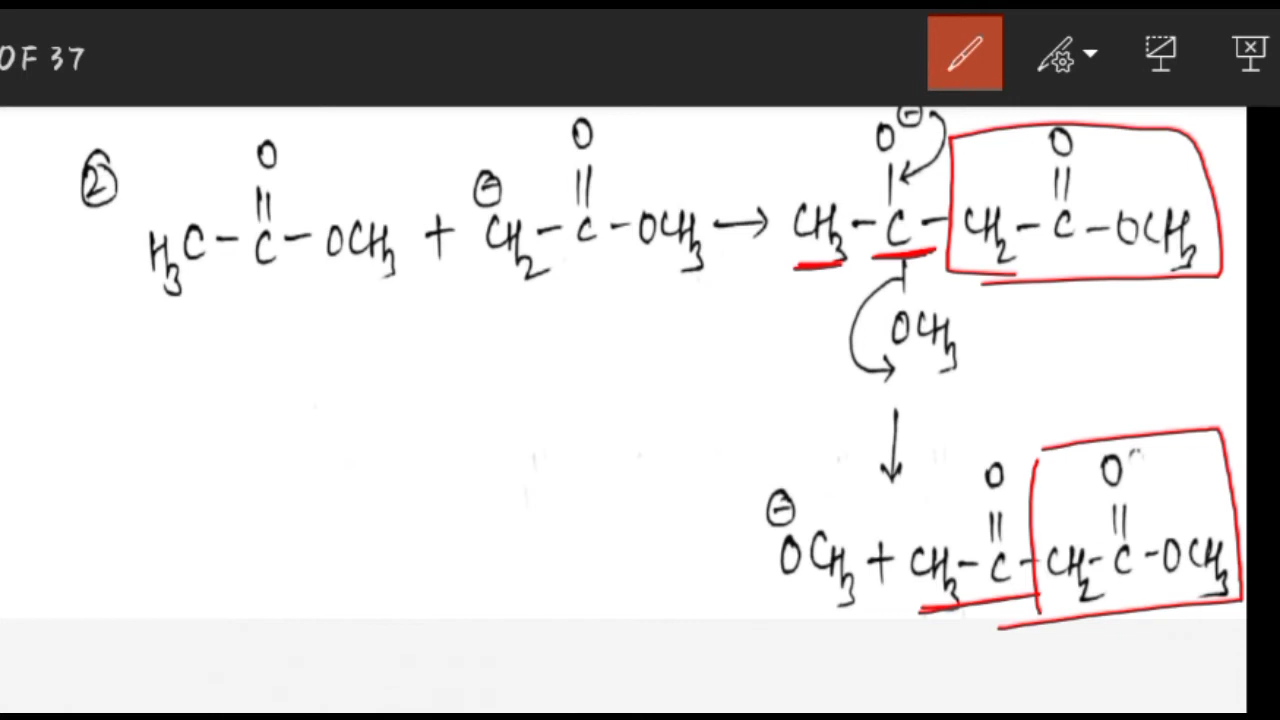 OF 37
O O O⊖ O
② ⊖ || || | ||
H₃C - C - OCH₃ + CH₂ - C - OCH₃ → CH₃ - C - CH₂ - C - OCH₃
|
OCH₃
↓
O O
⊖ || ||
OCH₃ + CH₃ - C - CH₂ - C - OCH₃